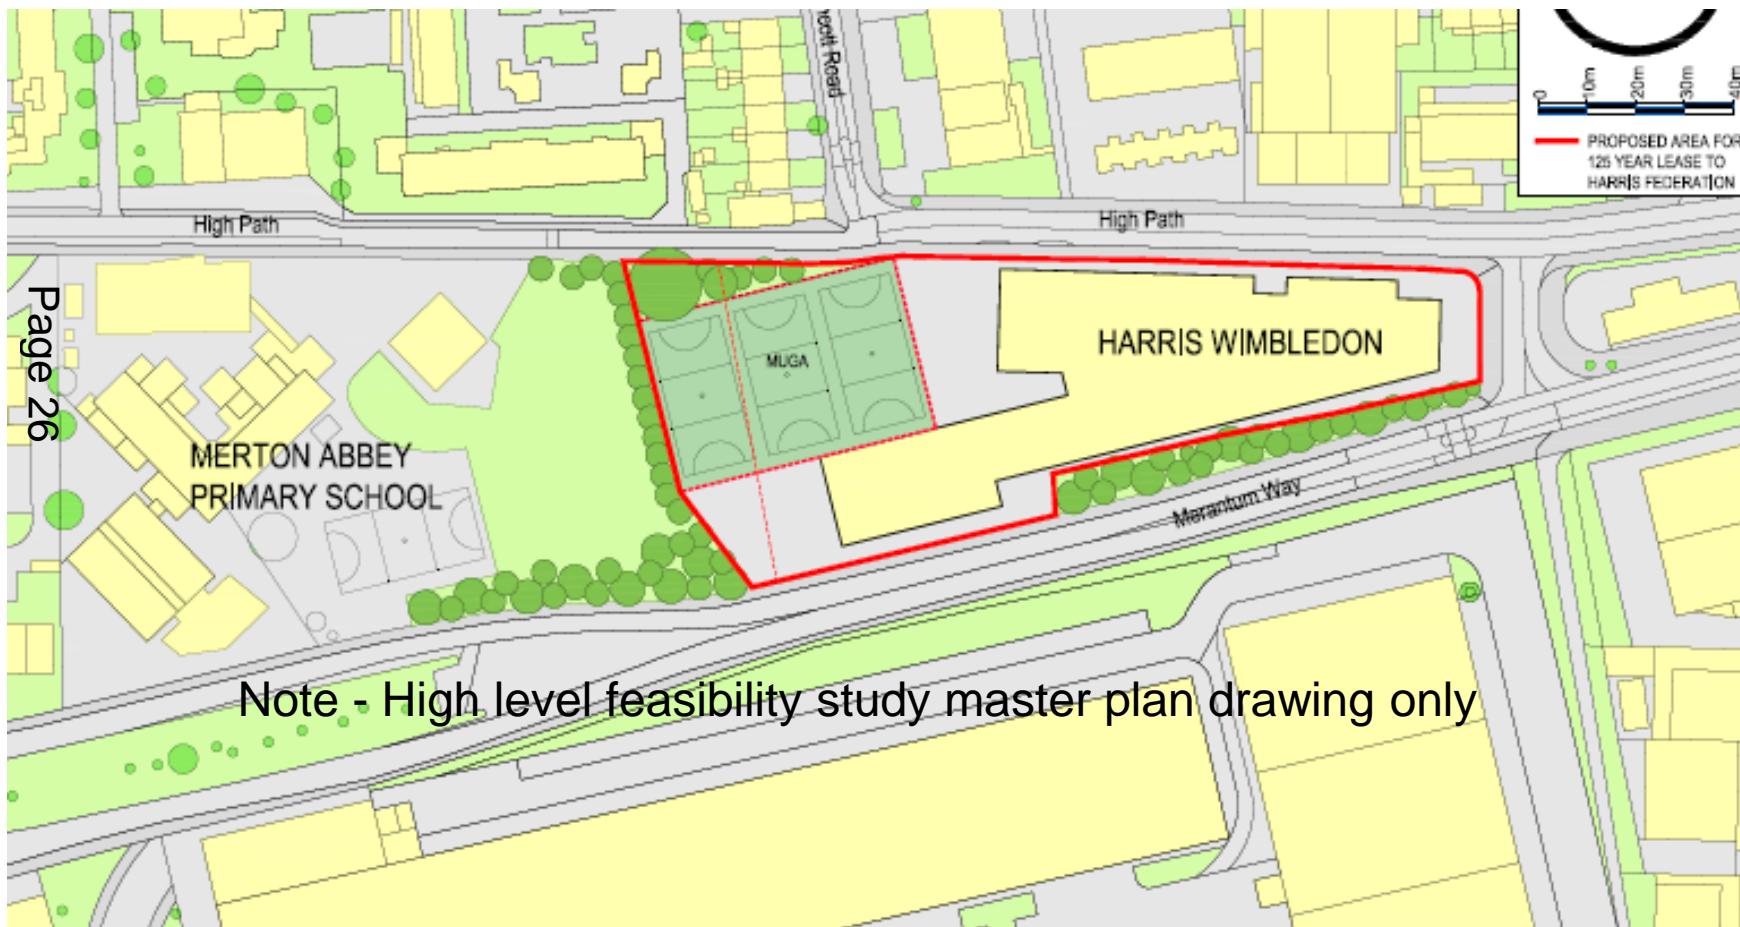 0
10m
20m
30m
40m
PROPOSED AREA FOR
125 YEAR LEASE TO
HARRIS FEDERATION
Road
High Path
High Path
Page 26
MUGA
HARRIS WIMBLEDON
MERTON ABBEY
PRIMARY SCHOOL
Merantum Way
Note - High level feasibility study master plan drawing only